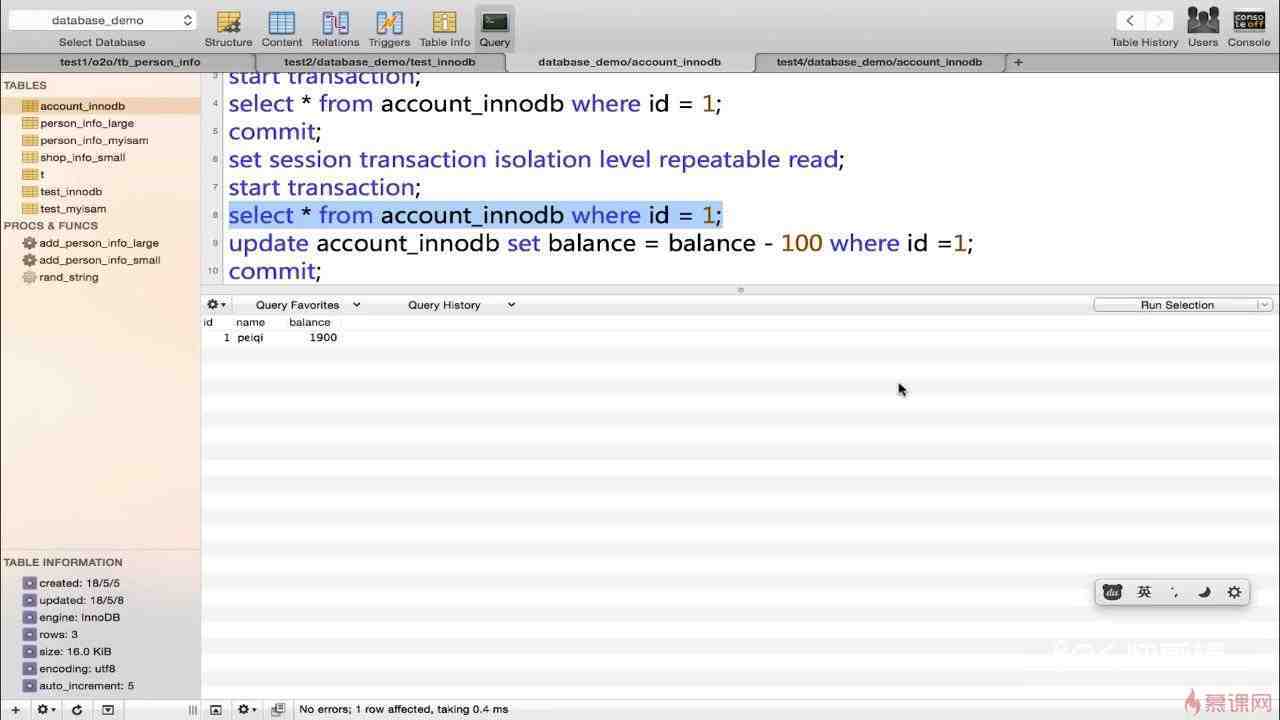 database_demo
Select Database
Structure
Content
Relations
Triggers
Table Info
Query
Table History
Users
conso
le off
Console
test1/o2o/tb_person_info
test2/database_demo/test_innodb
database_demo/account_innodb
test4/database_demo/account_innodb
+
TABLES
account_innodb
person_info_large
person_info_myisam
shop_info_small
t
test_innodb
test_myisam
PROCS & FUNCS
add_person_info_large
add_person_info_small
rand_string
TABLE INFORMATION
created: 18/5/5
updated: 18/5/8
engine: InnoDB
rows: 3
size: 16.0 KiB
encoding: utf8
auto_increment: 5
3 start transaction;
4 select * from account_innodb where id = 1;
5 commit;
6 set session transaction isolation level repeatable read;
7 start transaction;
8 select * from account_innodb where id = 1;
9 update account_innodb set balance = balance - 100 where id =1;
10 commit;
Query Favorites
Query History
Run Selection
id name balance
1 peiqi 1900
du 英
No errors; 1 row affected, taking 0.4 ms
慕课网